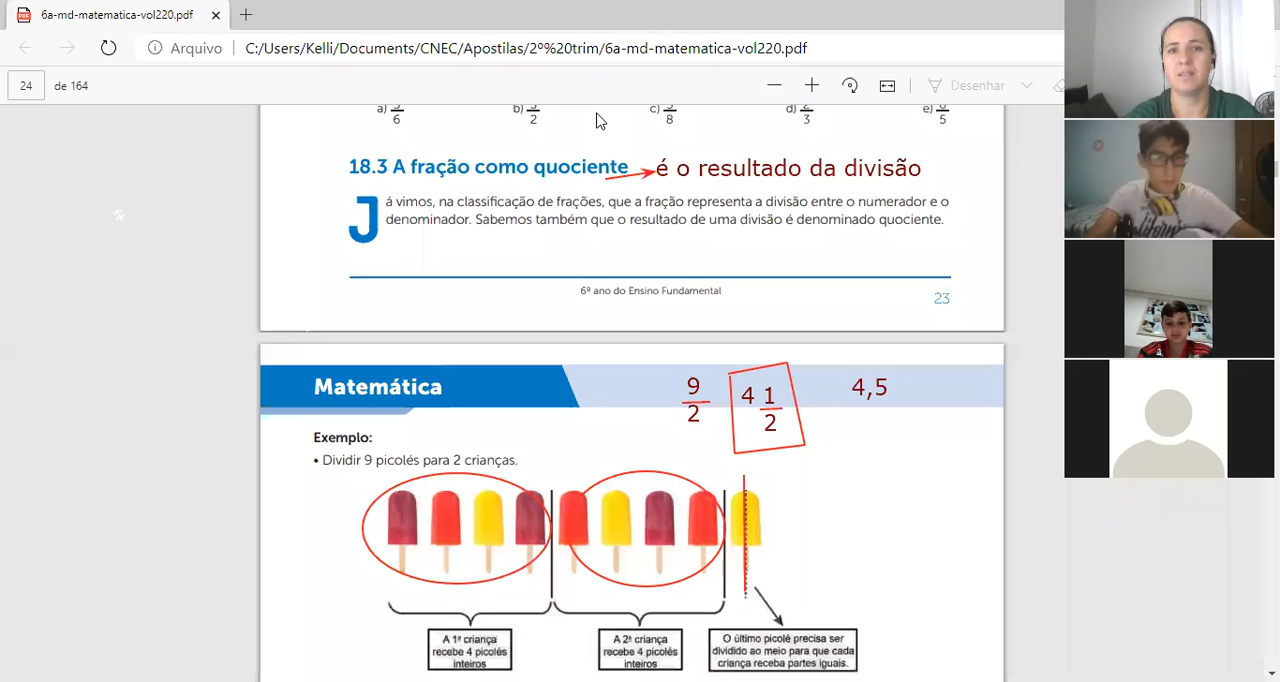 6a-md-matematica-vol220.pdf
Arquivo
C:/Users/Kelli/Documents/CNEC/Apostilas/2º%20trim/6a-md-matematica-vol220.pdf
24 de 164
Desenhar
a) 6
b) 2
c) 8
d) 2/3
e) 5
18.3 A fração como quociente
é o resultado da divisão
Já vimos, na classificação de frações, que a fração representa a divisão entre o numerador e o
denominador. Sabemos também que o resultado de uma divisão é denominado quociente.
6º ano do Ensino Fundamental
23
Matemática
9/2
4 1/2
4,5
Exemplo:
• Dividir 9 picolés para 2 crianças.
A 1ª criança
recebe 4 picolés
inteiros
A 2ª criança
recebe 4 picolés
inteiros
O último picolé precisa ser
dividido ao meio para que cada
criança receba partes iguais.